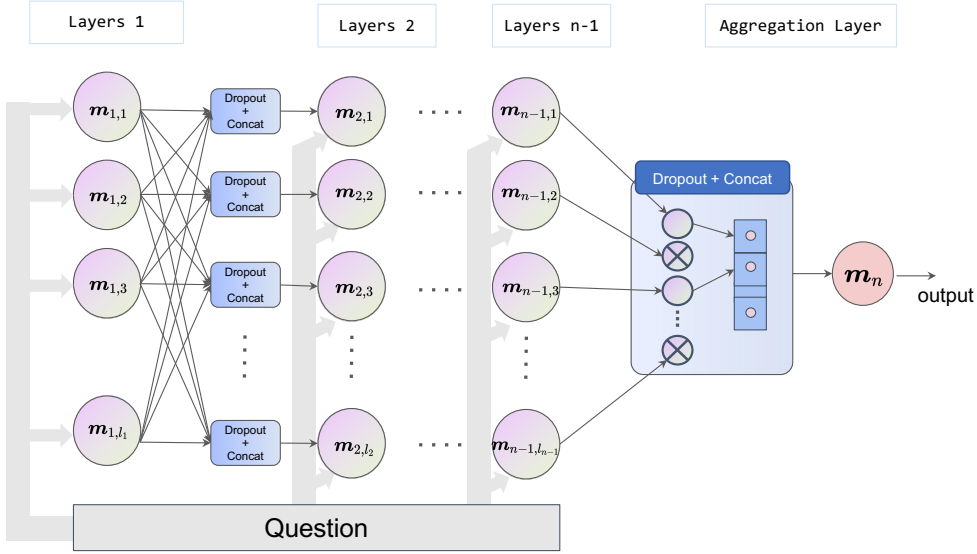 Layers 1
Layers 2
Layers n-1
Aggregation Layer
m1,1
Dropout
+
Concat
m2,1
mn−1,1
m1,2
Dropout
+
Concat
m2,2
mn−1,2
Dropout + Concat
m1,3
Dropout
+
Concat
m2,3
mn−1,3
mn
output
m1,l1
Dropout
+
Concat
m2,l2
mn−1,ln−1
Question